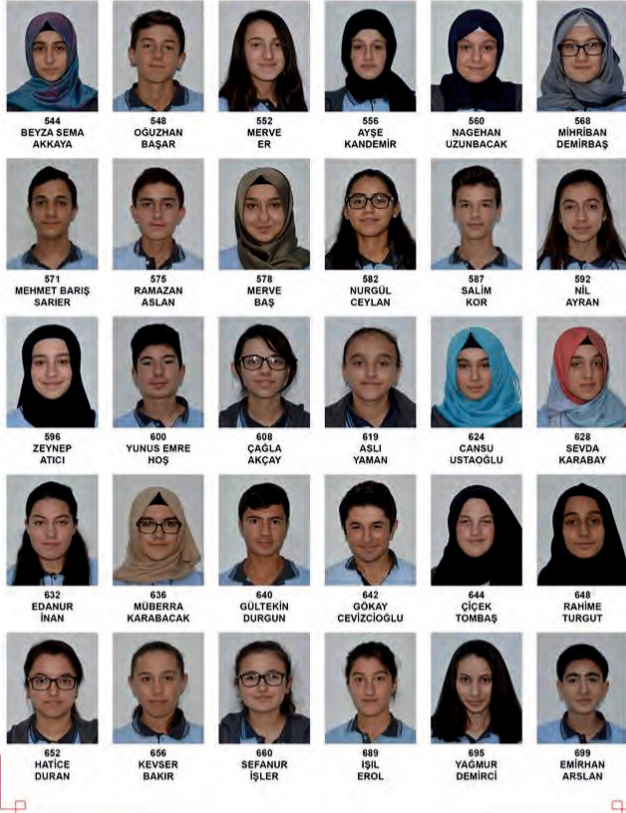 544 548 552 556 560 568
BEYZA SEMA OĞUZHAN MERVE AYŞE NAGEHAN MİHRİBAN
AKKAYA BAŞAR ER KANDEMİR UZUNBACAK DEMİRBAŞ
571 575 578 582 587 592
MEHMET BARIŞ RAMAZAN MERVE NURGÜL SALİM NİL
SARIER ASLAN BAŞ CEYLAN KOR AYRAN
596 600 608 619 624 628
ZEYNEP YUNUS EMRE ÇAĞLA ASLI CANSU SEVDA
ATICI HOŞ AKÇAY YAMAN USTAOĞLU KARABAY
632 636 640 642 644 648
EDANUR MÜBERRA GÜLTEKİN GÖKAY ÇİÇEK RAHİME
İNAN KARABACAK DURGUN CEVİZCİOĞLU TOMBAŞ TURGUT
652 656 660 689 695 699
HATİCE KEVSER SEFANUR IŞIL YAĞMUR EMİRHAN
DURAN BAKIR İŞLER EROL DEMİRCİ ARSLAN